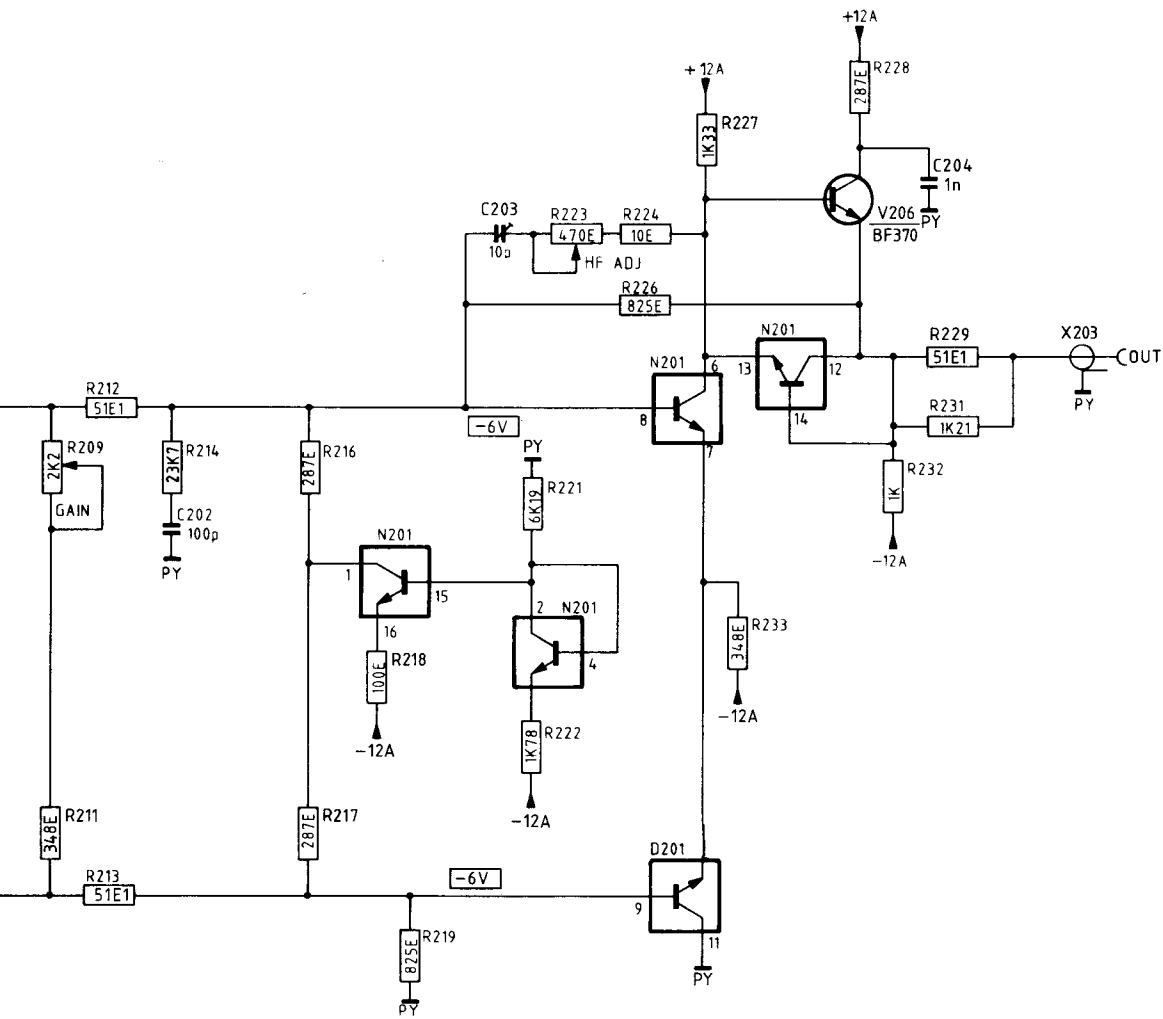 +12A
R228
287E
+12A
R227
1K33
C204
1n
PY
V206
BF370
C203
10p
R223
470E
R224
10E
HF ADJ
R226
825E
N201
13
12
14
R229
51E1
X203
OUT
PY
R231
1K21
R232
1K
-12A
N201
6
8
7
R212
51E1
-6V
R209
2K2
GAIN
R214
23K7
C202
100p
PY
R216
287E
PY
R221
6K19
N201
1
15
16
R218
100E
-12A
2
N201
4
R222
1K78
-12A
R233
348E
-12A
R211
348E
R217
287E
R213
51E1
-6V
D201
9
11
PY
R219
825E
PY